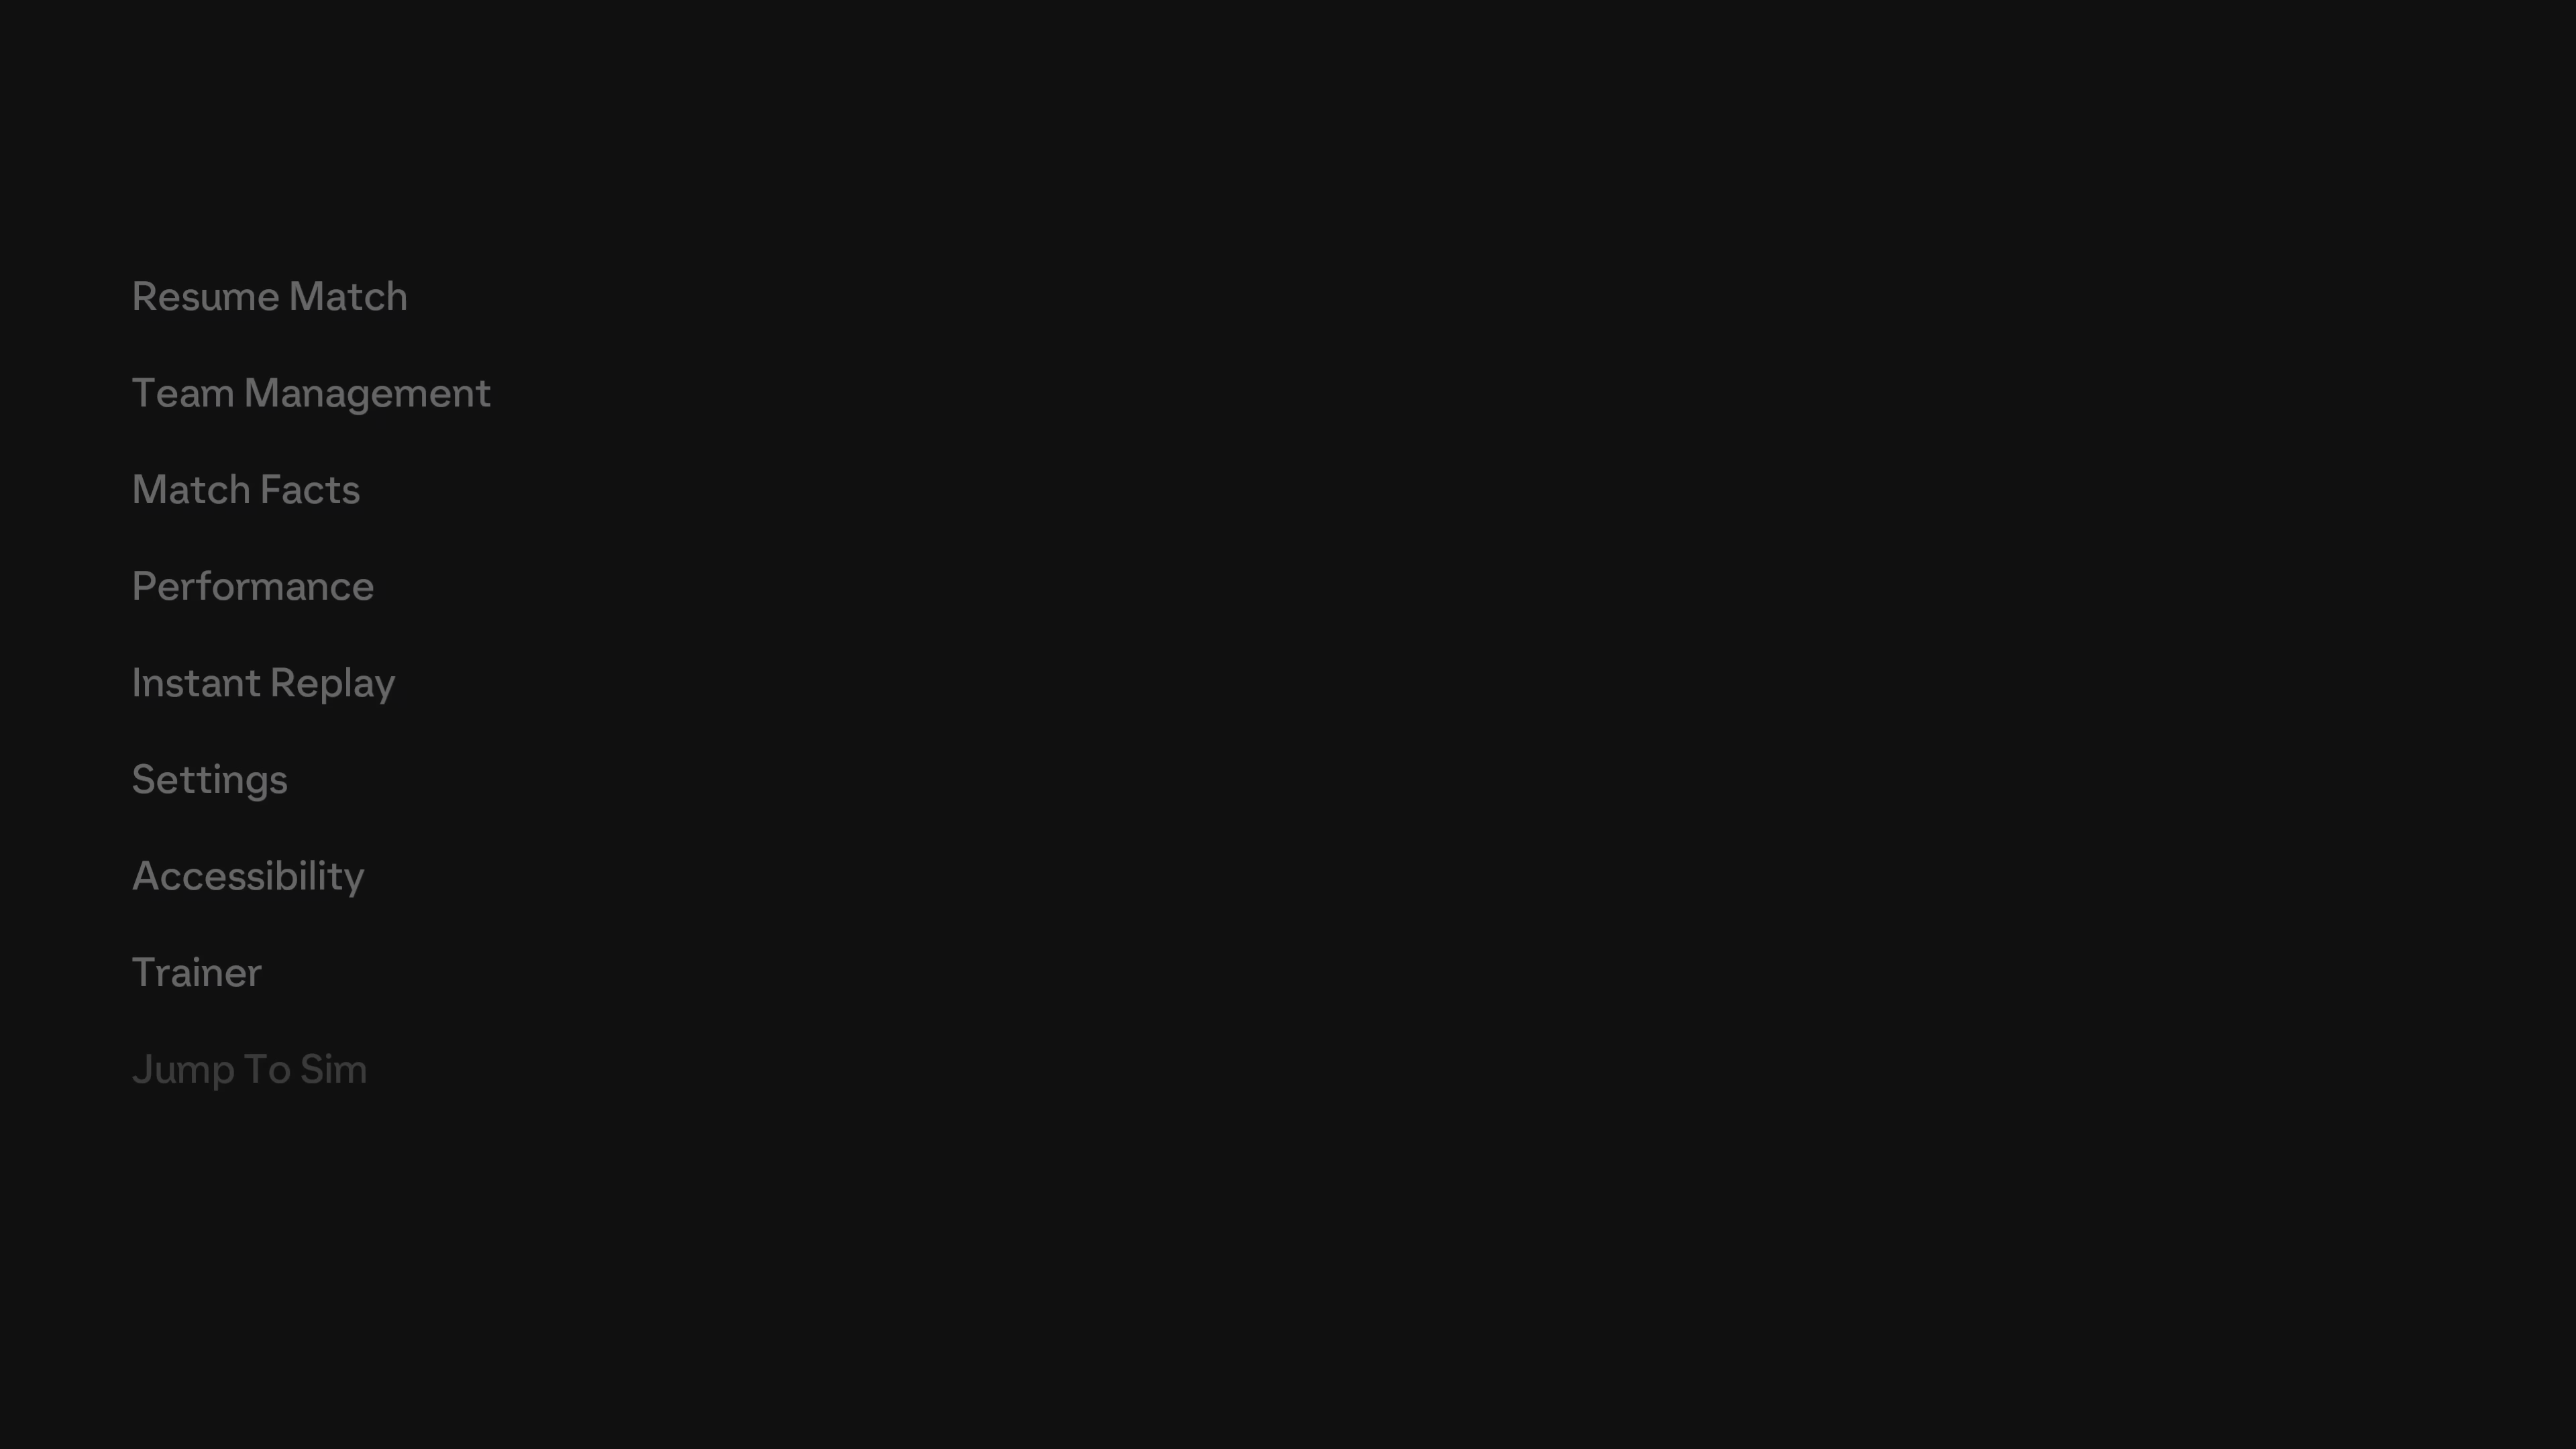 Resume Match
Team Management
Match Facts
Performance
Instant Replay
Settings
Accessibility
Trainer
Jump To Sim